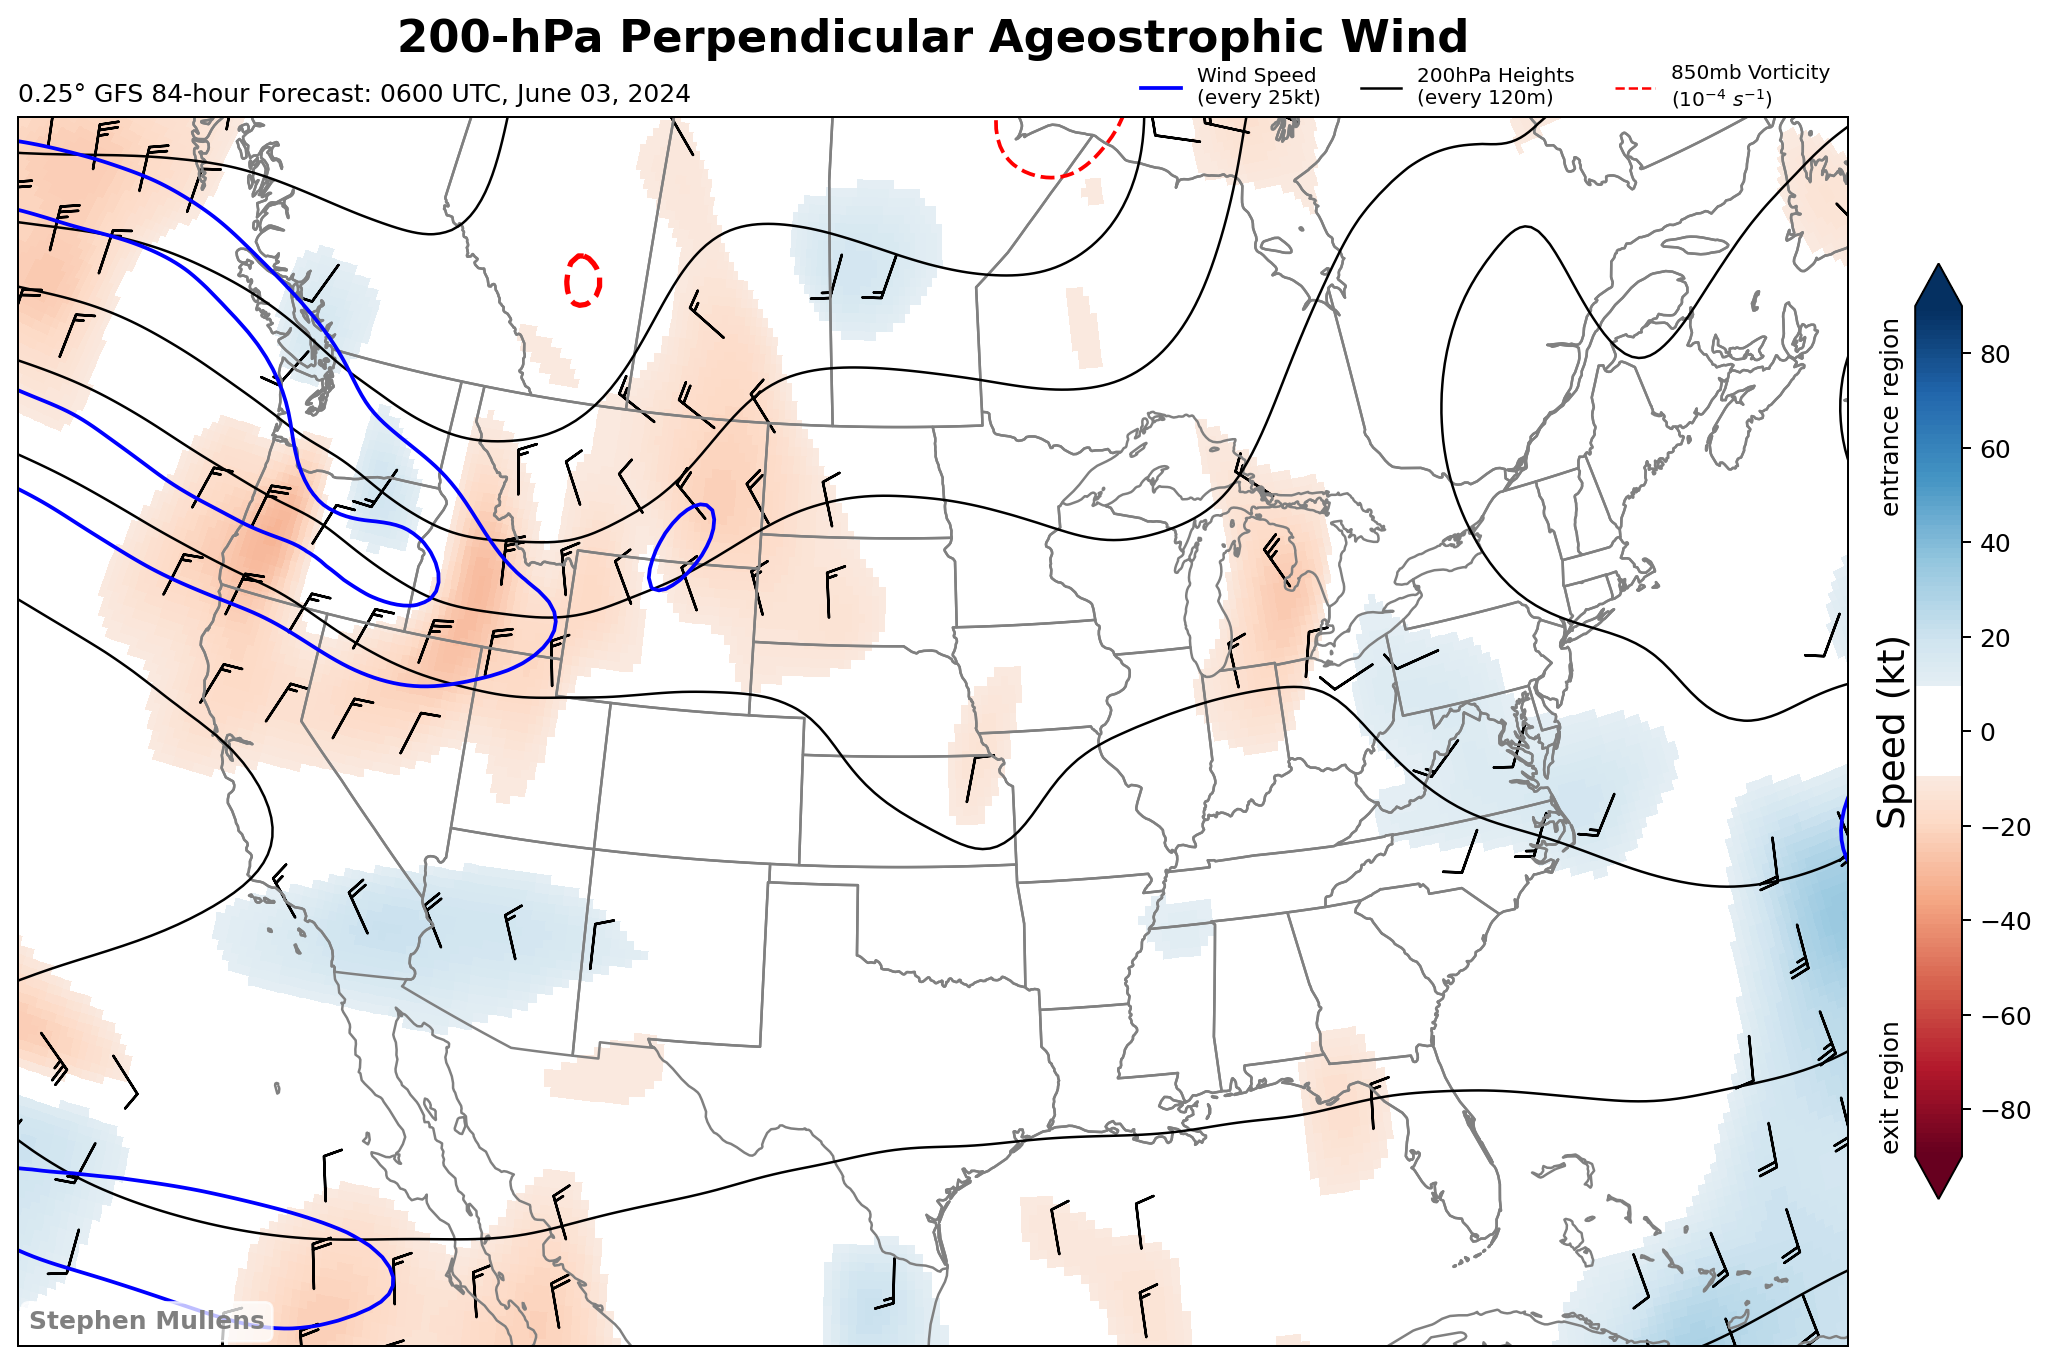 200-hPa Perpendicular Ageostrophic Wind
0.25° GFS 84-hour Forecast: 0600 UTC, June 03, 2024
Wind Speed
(every 25kt)
200hPa Heights
(every 120m)
850mb Vorticity
(10⁻⁴ s⁻¹)
entrance region
Speed (kt)
exit region
80
60
40
20
0
−20
−40
−60
−80
Stephen Mullens